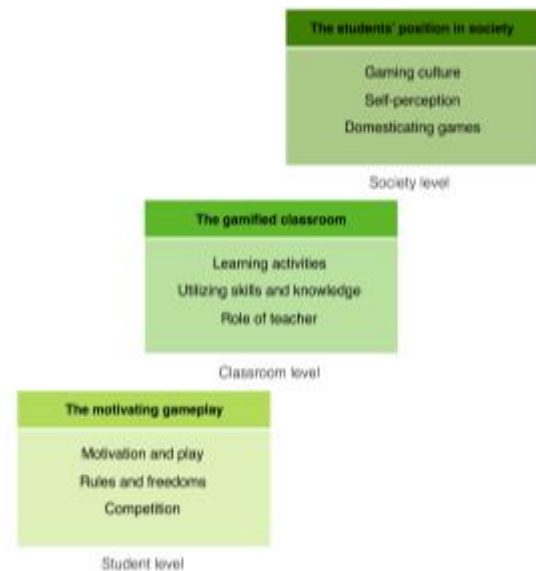 The students' position in society
Gaming culture
Self-perception
Domesticating games
Society level
The gamified classroom
Learning activities
Utilizing skills and knowledge
Role of teacher
Classroom level
The motivating gameplay
Motivation and play
Rules and freedoms
Competition
Student level